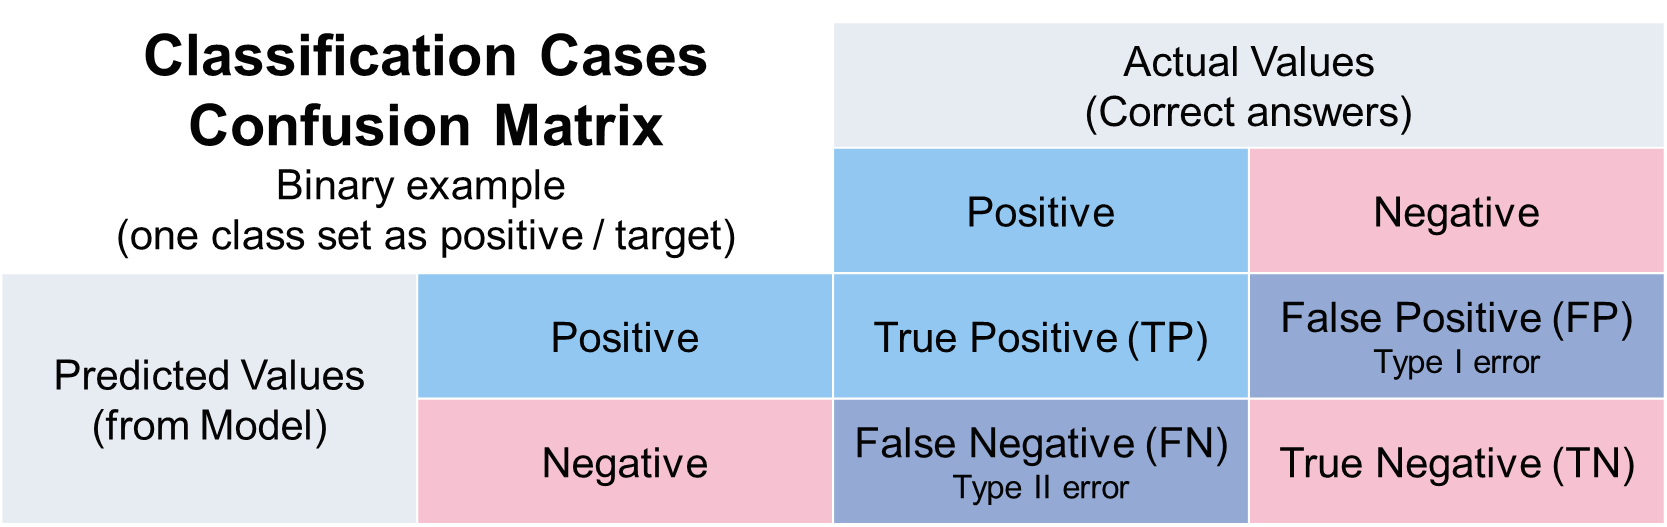 Classification Cases
Confusion Matrix
Binary example
(one class set as positive / target)
Actual Values
(Correct answers)
Positive
Negative
Predicted Values
(from Model)
Positive
True Positive (TP)
False Positive (FP)
Type I error
Negative
False Negative (FN)
Type II error
True Negative (TN)